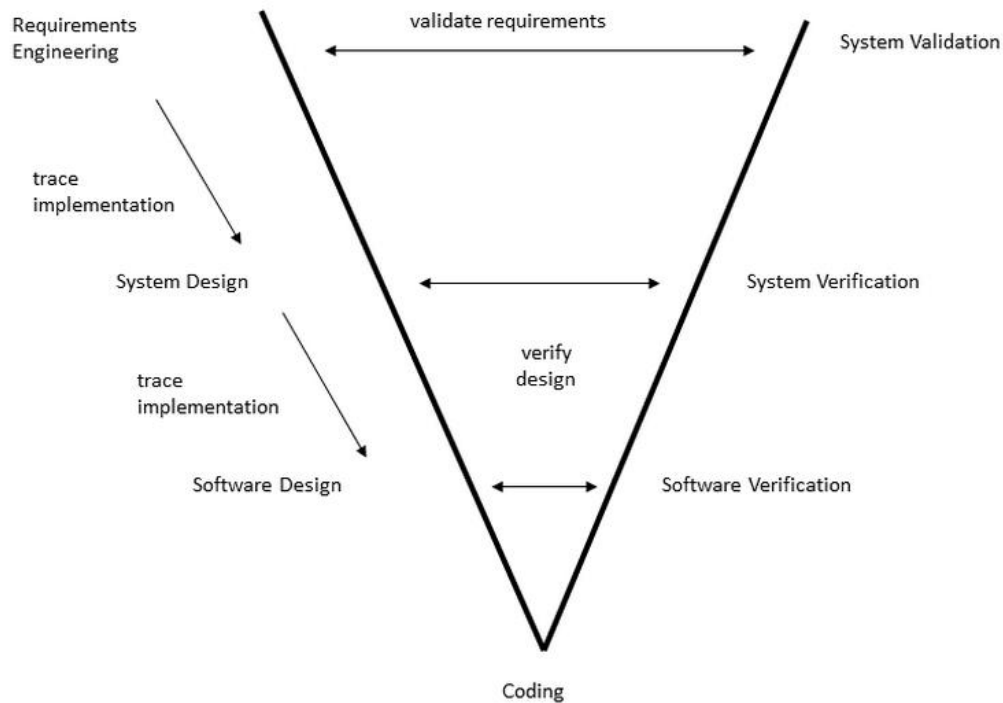 Requirements
Engineering
validate requirements
System Validation
trace
implementation
System Design
System Verification
verify
design
trace
implementation
Software Design
Software Verification
Coding